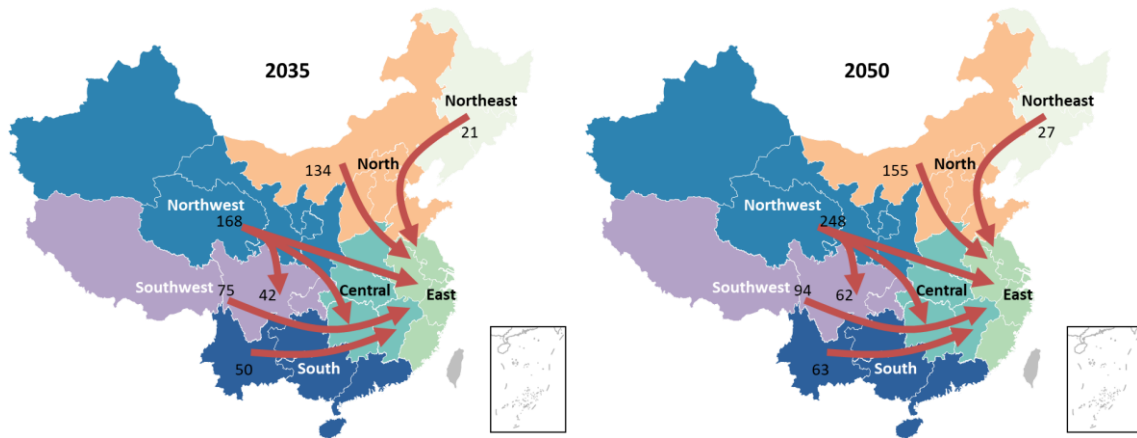 2035
Northeast
21
North
134
Northwest
168
Southwest
75
42
Central
East
50
South
2050
Northeast
27
North
155
Northwest
248
Southwest
94
62
Central
East
63
South